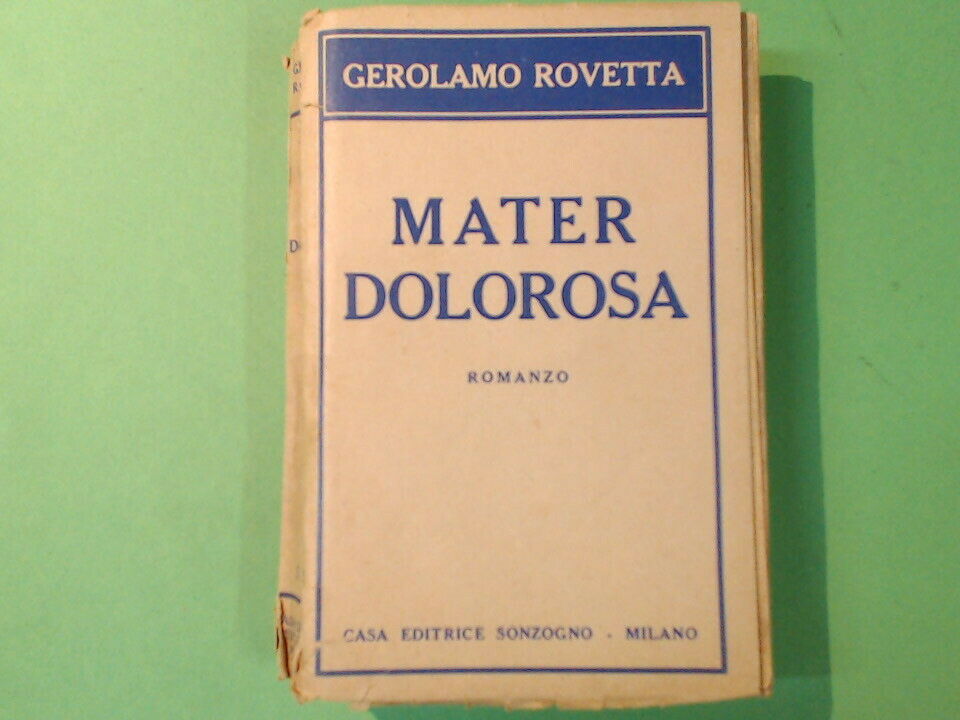 GEROLAMO ROVETTA
MATER
DOLOROSA
ROMANZO
CASA EDITRICE SONZOGNO - MILANO